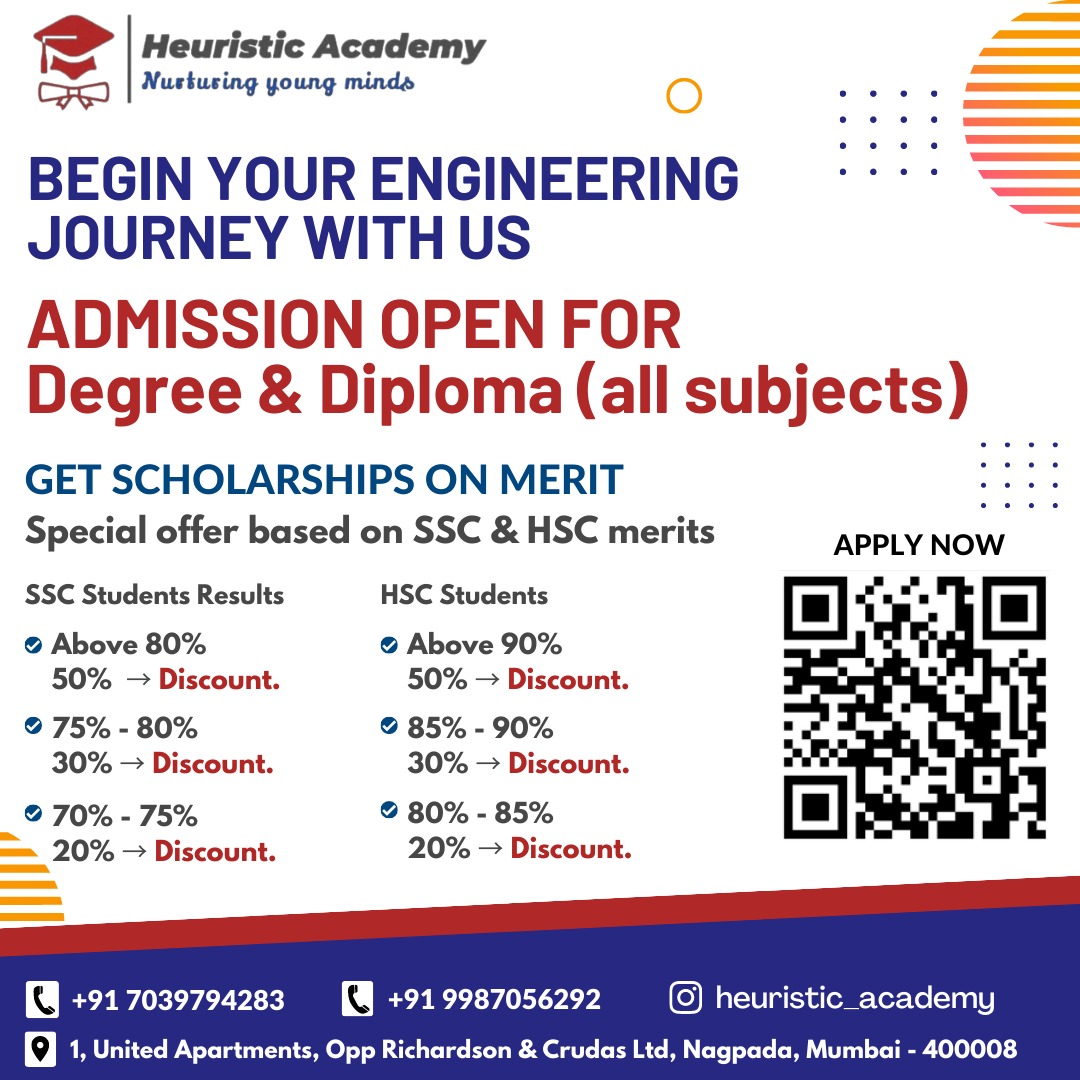 Heuristic Academy
Nurturing young minds
BEGIN YOUR ENGINEERING
JOURNEY WITH US
ADMISSION OPEN FOR
Degree & Diploma (all subjects)
GET SCHOLARSHIPS ON MERIT
Special offer based on SSC & HSC merits
SSC Students Results
Above 80%
50% → Discount.
75% - 80%
30% → Discount.
70% - 75%
20% → Discount.
HSC Students
Above 90%
50% → Discount.
85% - 90%
30% → Discount.
80% - 85%
20% → Discount.
APPLY NOW
+91 7039794283
+91 9987056292
heuristic_academy
1, United Apartments, Opp Richardson & Crudas Ltd, Nagpada, Mumbai - 400008